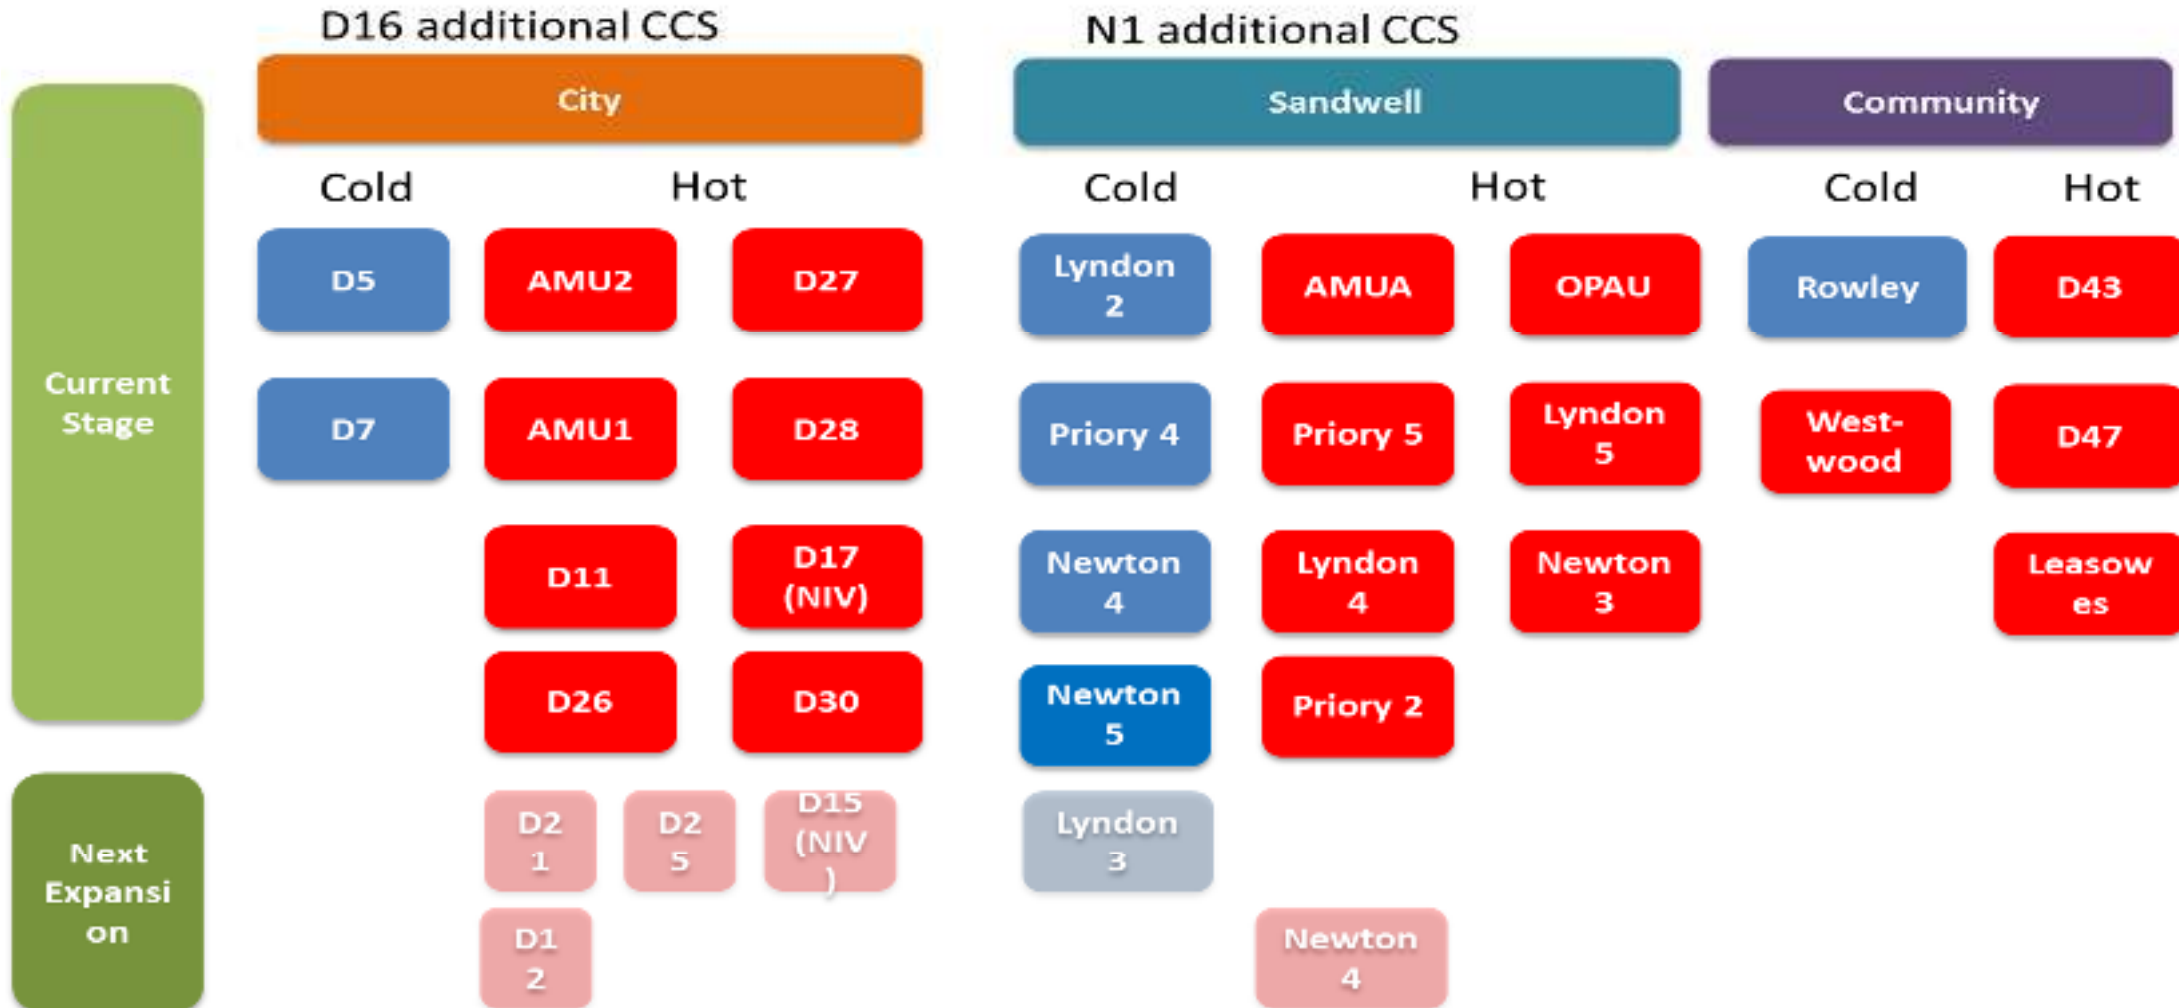 D16 additional CCS
N1 additional CCS
City
Sandwell
Community
Cold
Hot
Cold
Hot
Cold
Hot
Current
Stage
D5
AMU2
D27
Lyndon
2
AMUA
OPAU
Rowley
D43
D7
AMU1
D28
Priory 4
Priory 5
Lyndon
5
West-
wood
D47
D11
D17
(NIV)
Newton
4
Lyndon
4
Newton
3
Leasow
es
D26
D30
Newton
5
Priory 2
Next
Expansi
on
D2
1
D2
5
D15
(NIV
)
Lyndon
3
D1
2
Newton
4